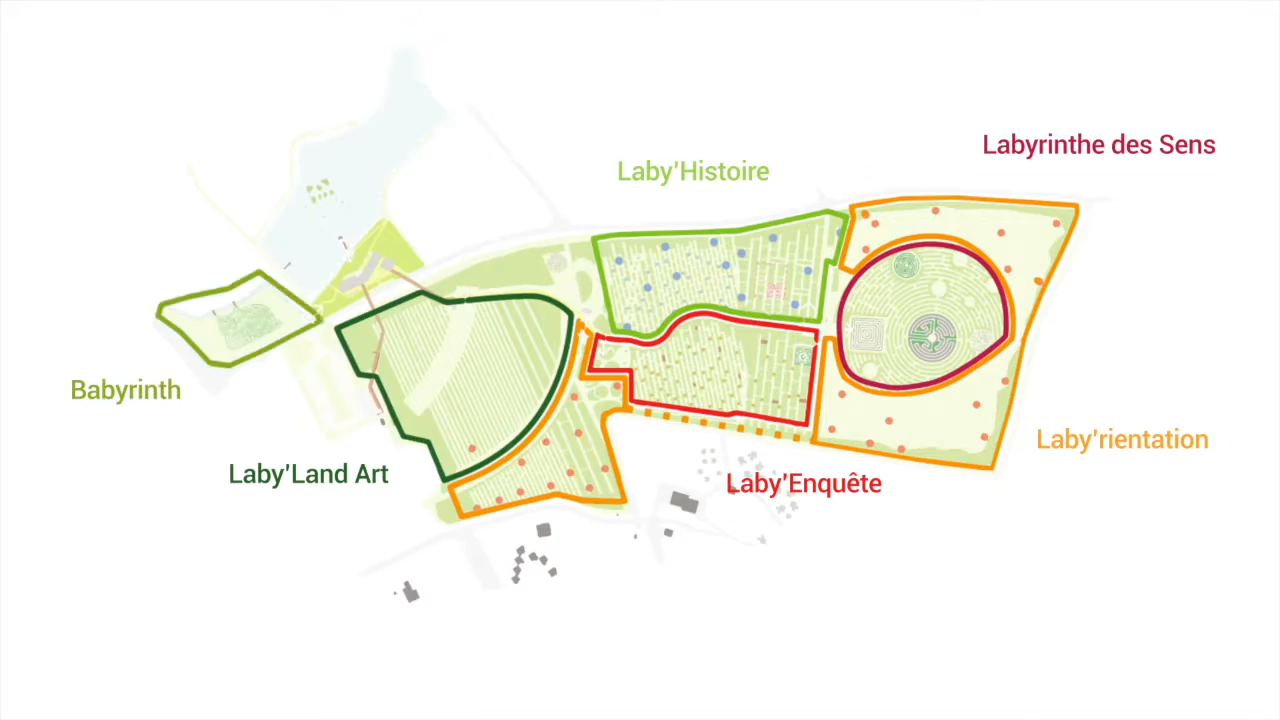 Labyrinthe des Sens
Laby'Histoire
Babyrinth
Laby'rientation
Laby'Land Art
Laby'Enquête